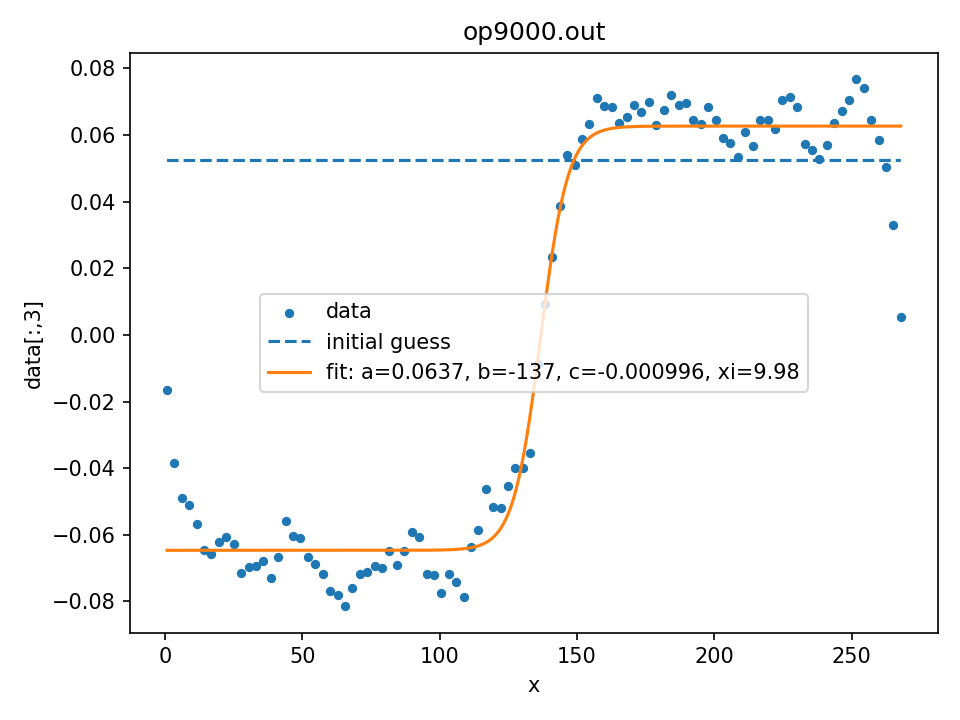 op9000.out
0.08
0.06
0.04
0.02
0.00
−0.02
−0.04
−0.06
−0.08
data[:,3]
data
initial guess
fit: a=0.0637, b=-137, c=-0.000996, xi=9.98
0 50 100 150 200 250
x